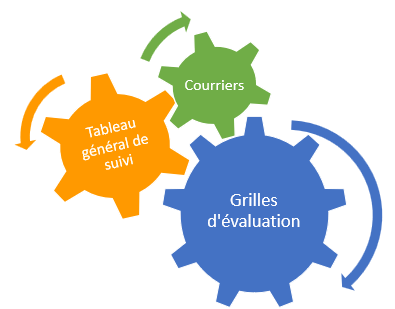 Courriers
Tableau
général de
suivi
Grilles
d'évaluation